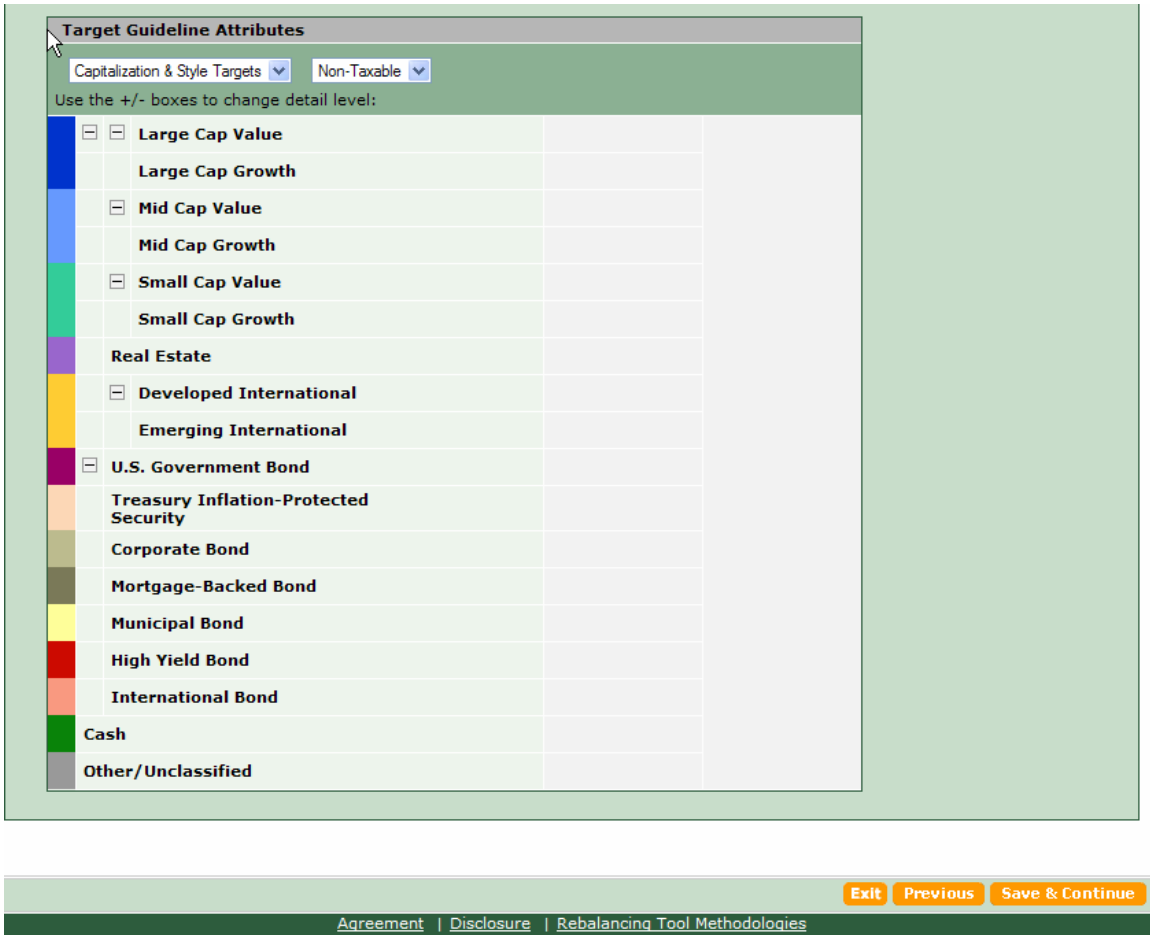 Target Guideline Attributes
Capitalization & Style Targets Non-Taxable
Use the +/- boxes to change detail level:
Large Cap Value
Large Cap Growth
Mid Cap Value
Mid Cap Growth
Small Cap Value
Small Cap Growth
Real Estate
Developed International
Emerging International
U.S. Government Bond
Treasury Inflation-Protected
Security
Corporate Bond
Mortgage-Backed Bond
Municipal Bond
High Yield Bond
International Bond
Cash
Other/Unclassified
Exit Previous Save & Continue
Agreement | Disclosure | Rebalancing Tool Methodologies